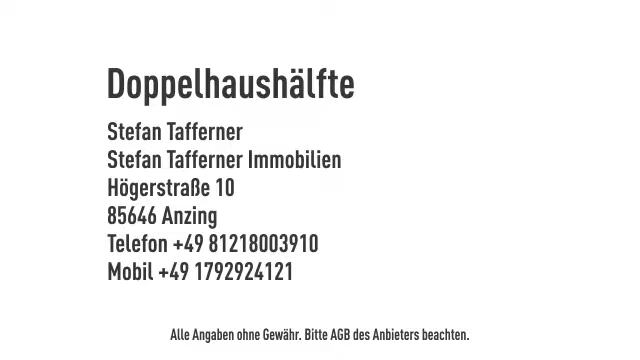 Doppelhaushälfte
Stefan Tafferner
Stefan Tafferner Immobilien
Högerstraße 10
85646 Anzing
Telefon +49 81218003910
Mobil +49 1792924121
Alle Angaben ohne Gewähr. Bitte AGB des Anbieters beachten.